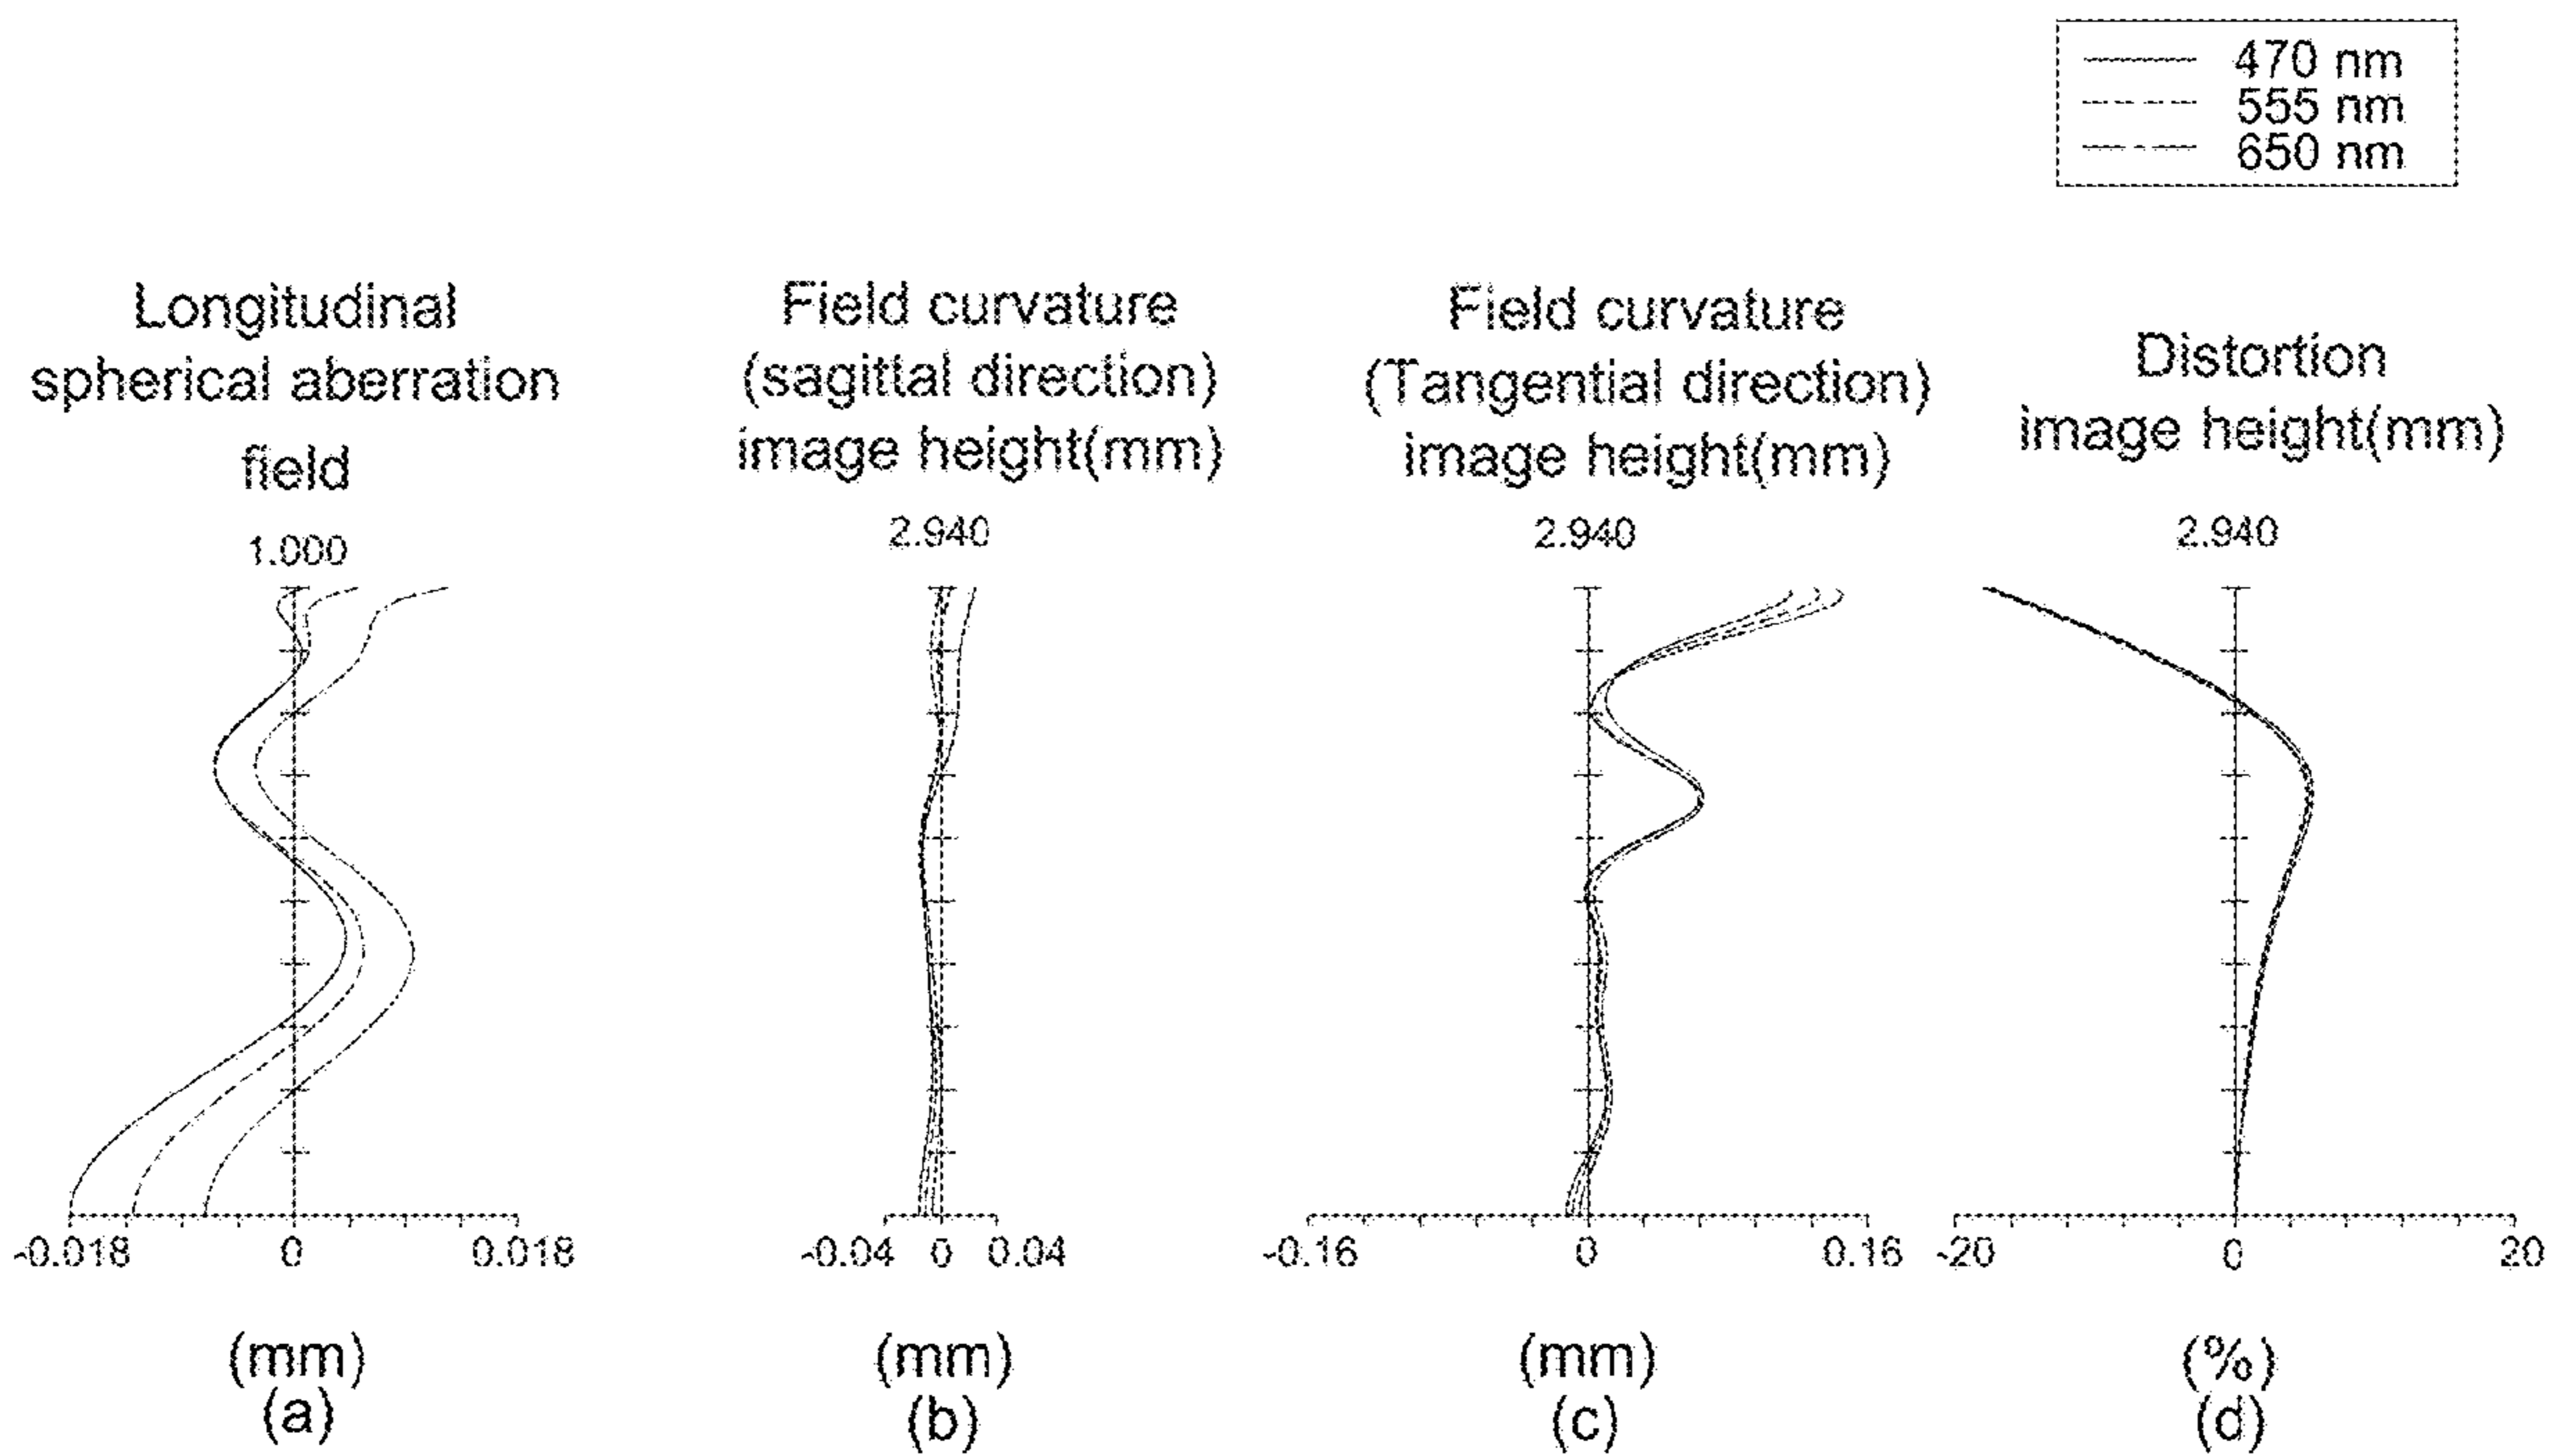 470 nm
555 nm
650 nm
Longitudinal
spherical aberration
field
1.000
-0.018 0 0.018
(mm)
(a)
Field curvature
(sagittal direction)
image height(mm)
2.940
-0.04 0 0.04
(mm)
(b)
Field curvature
(Tangential direction)
image height(mm)
2.940
-0.16 0 0.16
(mm)
(c)
Distortion
image height(mm)
2.940
-20 0 20
(%)
(d)